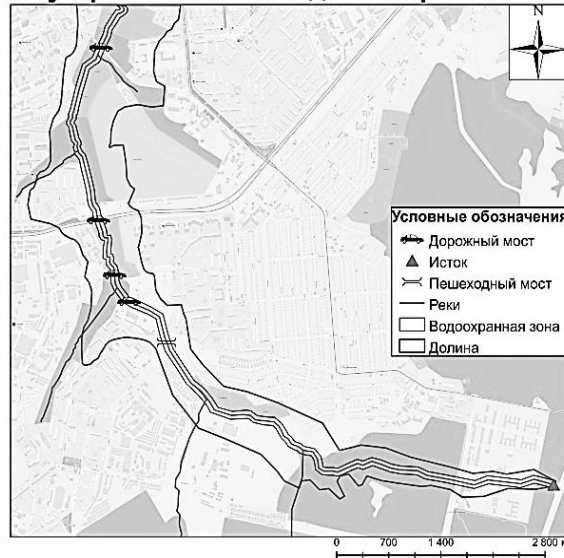 N
Условные обозначения
Дорожный мост
Исток
Пешеходный мост
Реки
Водоохранная зона
Долина
0 700 1 400 2 800